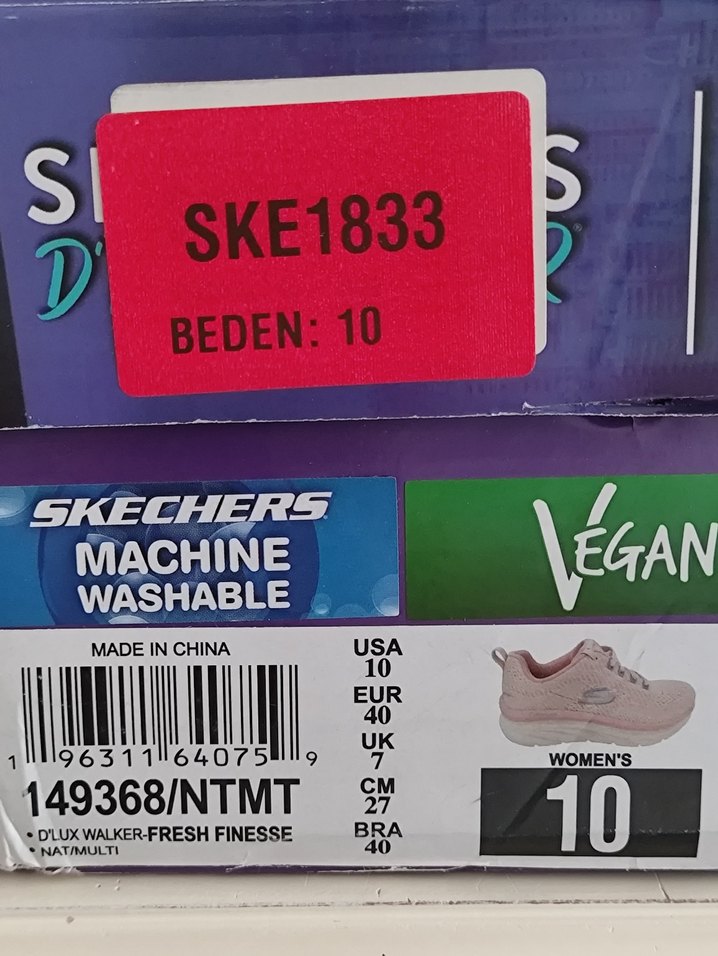 S S
D'
SKE1833
BEDEN: 10
SKECHERS
MACHINE
WASHABLE
VEGAN
MADE IN CHINA
1 96311 64075 9
149368/NTMT
• D'LUX WALKER-FRESH FINESSE
• NAT/MULTI
USA
10
EUR
40
UK
7
CM
27
BRA
40
WOMEN'S
10